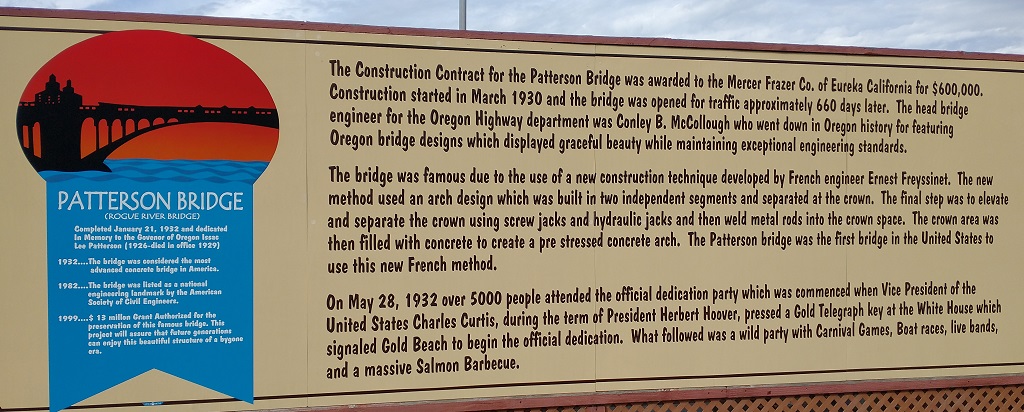 PATTERSON BRIDGE
(ROGUE RIVER BRIDGE)
Completed January 21, 1932 and dedicated
In Memory to the Govenor of Oregon Isaac
Lee Patterson (1926-died in office 1929)
1932....The bridge was considered the most
advanced concrete bridge in America.
1982....The bridge was listed as a national
engineering landmark by the American
Society of Civil Engineers.
1999....$ 13 millon Grant Authorized for the
preservation of this famous bridge. This
project will assure that future generations
can enjoy this beautiful structure of a bygone
era.
The Construction Contract for the Patterson Bridge was awarded to the Mercer Frazer Co. of Eureka California for $600,000.
Construction started in March 1930 and the bridge was opened for traffic approximately 660 days later. The head bridge
engineer for the Oregon Highway department was Conley B. McCollough who went down in Oregon history for featuring
Oregon bridge designs which displayed graceful beauty while maintaining exceptional engineering standards.
The bridge was famous due to the use of a new construction technique developed by French engineer Ernest Freyssinet. The new
method used an arch design which was built in two independent segments and separated at the crown. The final step was to elevate
and separate the crown using screw jacks and hydraulic jacks and then weld metal rods into the crown space. The crown area was
then filled with concrete to create a pre stressed concrete arch. The Patterson bridge was the first bridge in the United States to
use this new French method.
On May 28, 1932 over 5000 people attended the official dedication party which was commenced when Vice President of the
United States Charles Curtis, during the term of President Herbert Hoover, pressed a Gold Telegraph key at the White House which
signaled Gold Beach to begin the official dedication. What followed was a wild party with Carnival Games, Boat races, live bands,
and a massive Salmon Barbecue.